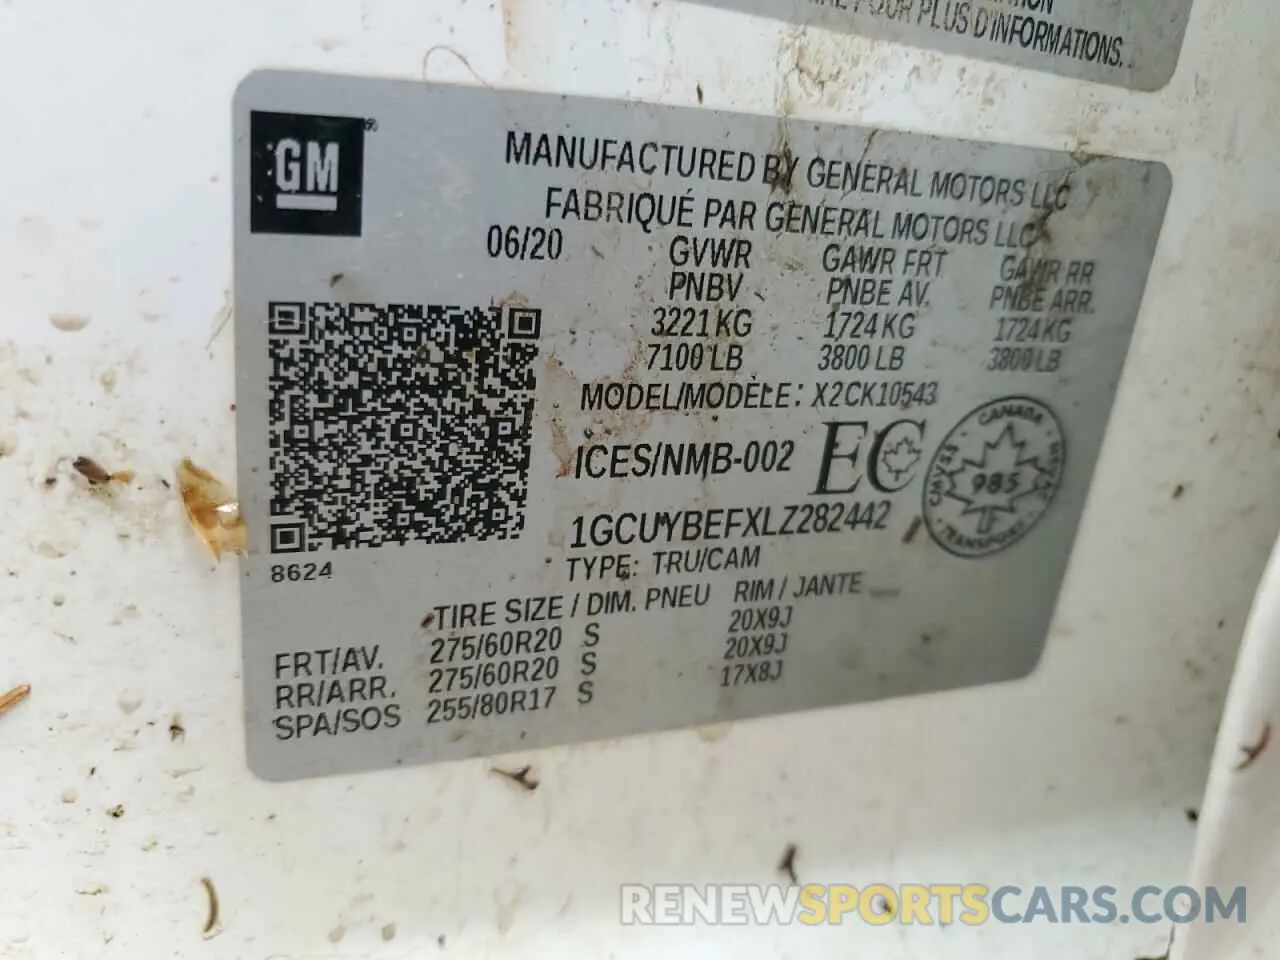 POUR PLUS D'INFORMATIONS.
GM
MANUFACTURED BY GENERAL MOTORS LLC
FABRIQUÉ PAR GENERAL MOTORS LLC
06/20 GVWR GAWR FRT GAWR RR
PNBV PNBE AV. PNBE ARR.
3221 KG 1724 KG 1724 KG
7100 LB 3800 LB 3800 LB
MODEL/MODÈLE: X2CK10543
ICES/NMB-002 EC
CANADA
CMVSS NSVAC
985
TRANSPORT
1GCUYBEFXLZ282442
8624
TYPE: TRU/CAM
TIRE SIZE / DIM. PNEU RIM / JANTE
FRT/AV. 275/60R20 S 20X9J
RR/ARR. 275/60R20 S 20X9J
SPA/SOS 255/80R17 S 17X8J
RENEWSPORTSCARS.COM